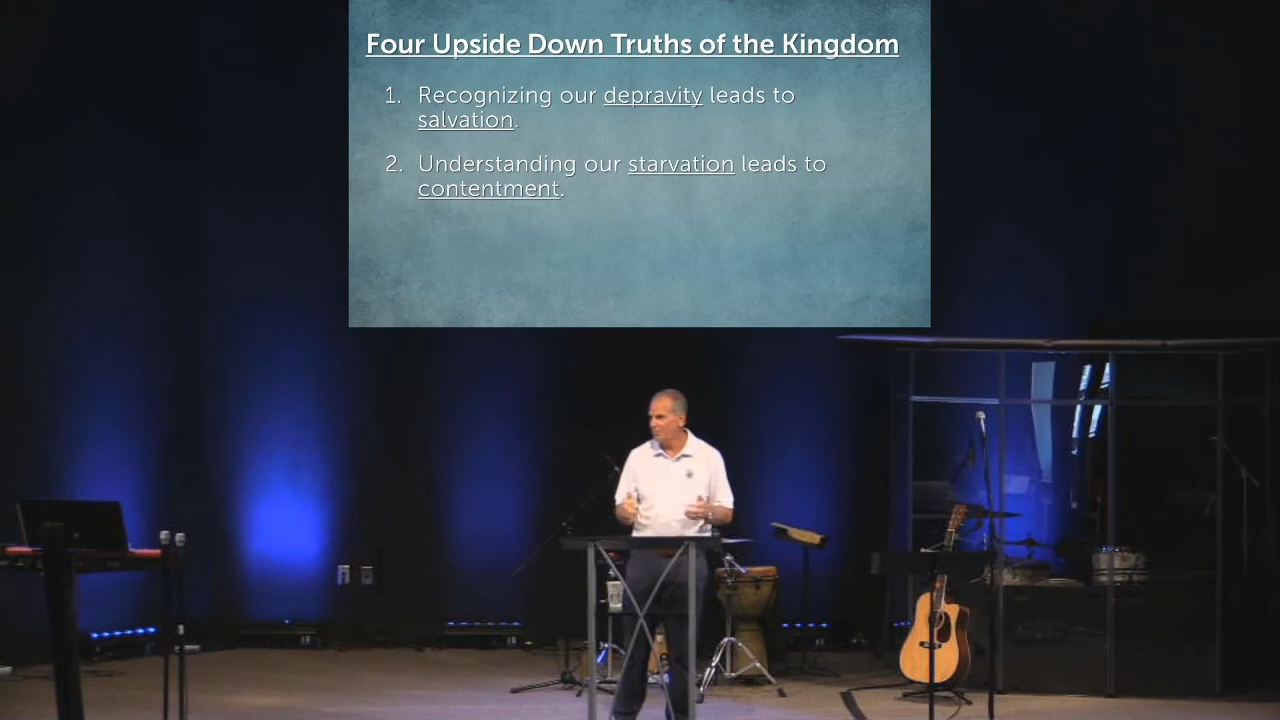 Four Upside Down Truths of the Kingdom
1. Recognizing our depravity leads to
salvation.
2. Understanding our starvation leads to
contentment.